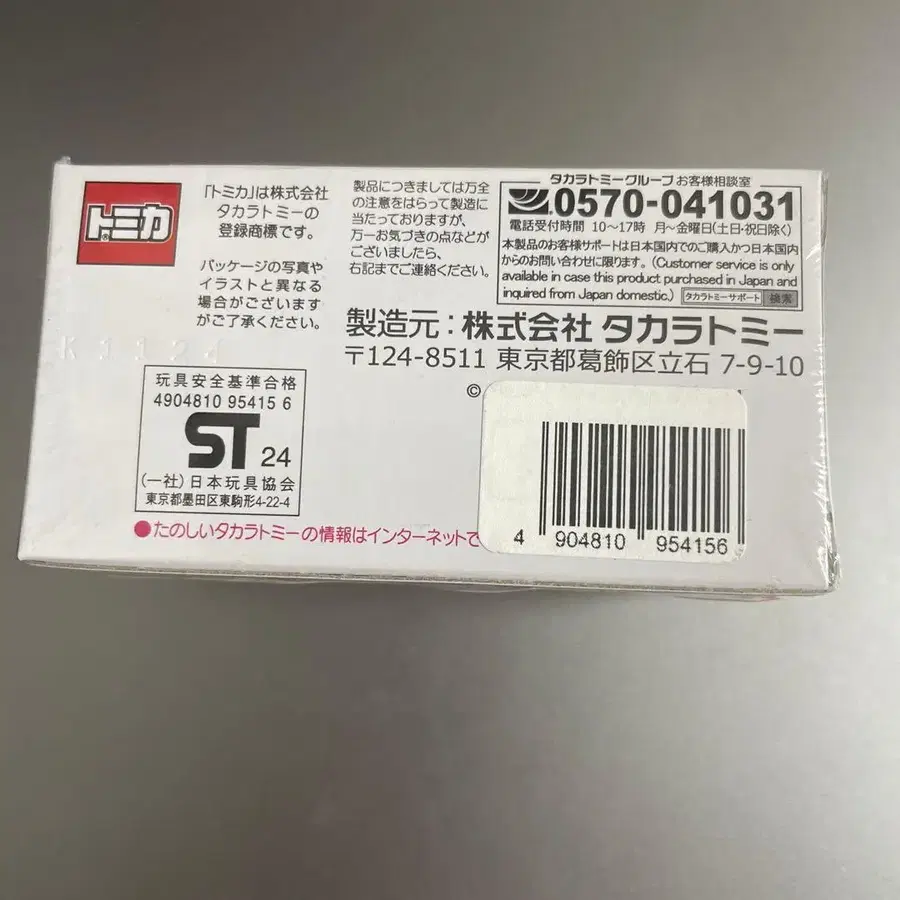 トミカ
「トミカ」は株式会社
タカラトミーの
登録商標です。
パッケージの写真や
イラストと異なる
場合がございます
がご了承ください。
製品につきましては万全
の注意をはらって製造に
当たっておりますが、
万一お気づきの点などが
ございましたら、
右記までご連絡ください。
タカラトミーグループ お客様相談室
0570-041031
電話受付時間 10〜17時 月〜金曜日(土日・祝日除く)
本製品のお客様サポートは日本国内でのご購入かつ日本国内
からのお問い合わせに限ります。(Customer service is only
available in case this product purchased in Japan and
inquired from Japan domestic.) タカラトミーサポート 検索
製造元:株式会社 タカラトミー
〒124-8511 東京都葛飾区立石 7-9-10
©
K1124
玩具安全基準合格
4904810 95415 6
ST 24
(一社)日本玩具協会
東京都墨田区東駒形4-22-4
●たのしいタカラトミーの情報はインターネットで
4 904810 954156